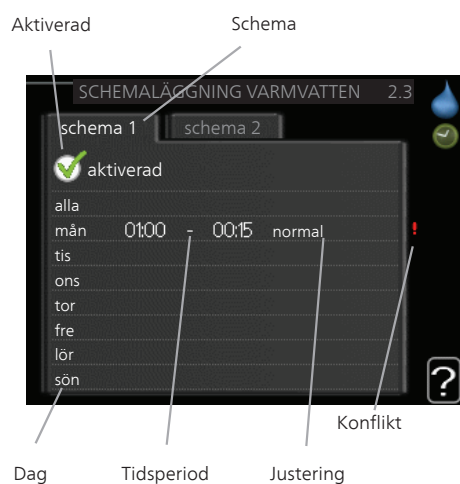 Aktiverad Schema
SCHEMALÄGGNING VARMVATTEN 2.3
schema 1 schema 2
aktiverad
alla
mån 01:00 - 00:15 normal !
tis
ons
tor
fre
lör
sön ?
Konflikt
Dag Tidsperiod Justering